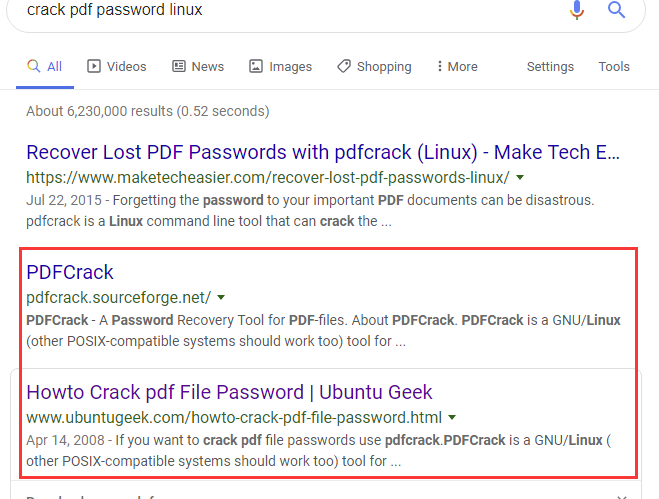 crack pdf password linux
All Videos News Images Shopping More Settings Tools
About 6,230,000 results (0.52 seconds)
Recover Lost PDF Passwords with pdfcrack (Linux) - Make Tech E...
https://www.maketecheasier.com/recover-lost-pdf-passwords-linux/
Jul 22, 2015 - Forgetting the password to your important PDF documents can be disastrous.
pdfcrack is a Linux command line tool that can crack the ...
PDFCrack
pdfcrack.sourceforge.net/
PDFCrack - A Password Recovery Tool for PDF-files. About PDFCrack. PDFCrack is a GNU/Linux
(other POSIX-compatible systems should work too) tool for ...
Howto Crack pdf File Password | Ubuntu Geek
www.ubuntugeek.com/howto-crack-pdf-file-password.html
Apr 14, 2008 - If you want to crack pdf file passwords use pdfcrack.PDFCrack is a GNU/Linux (
other POSIX-compatible systems should work too) tool for ...